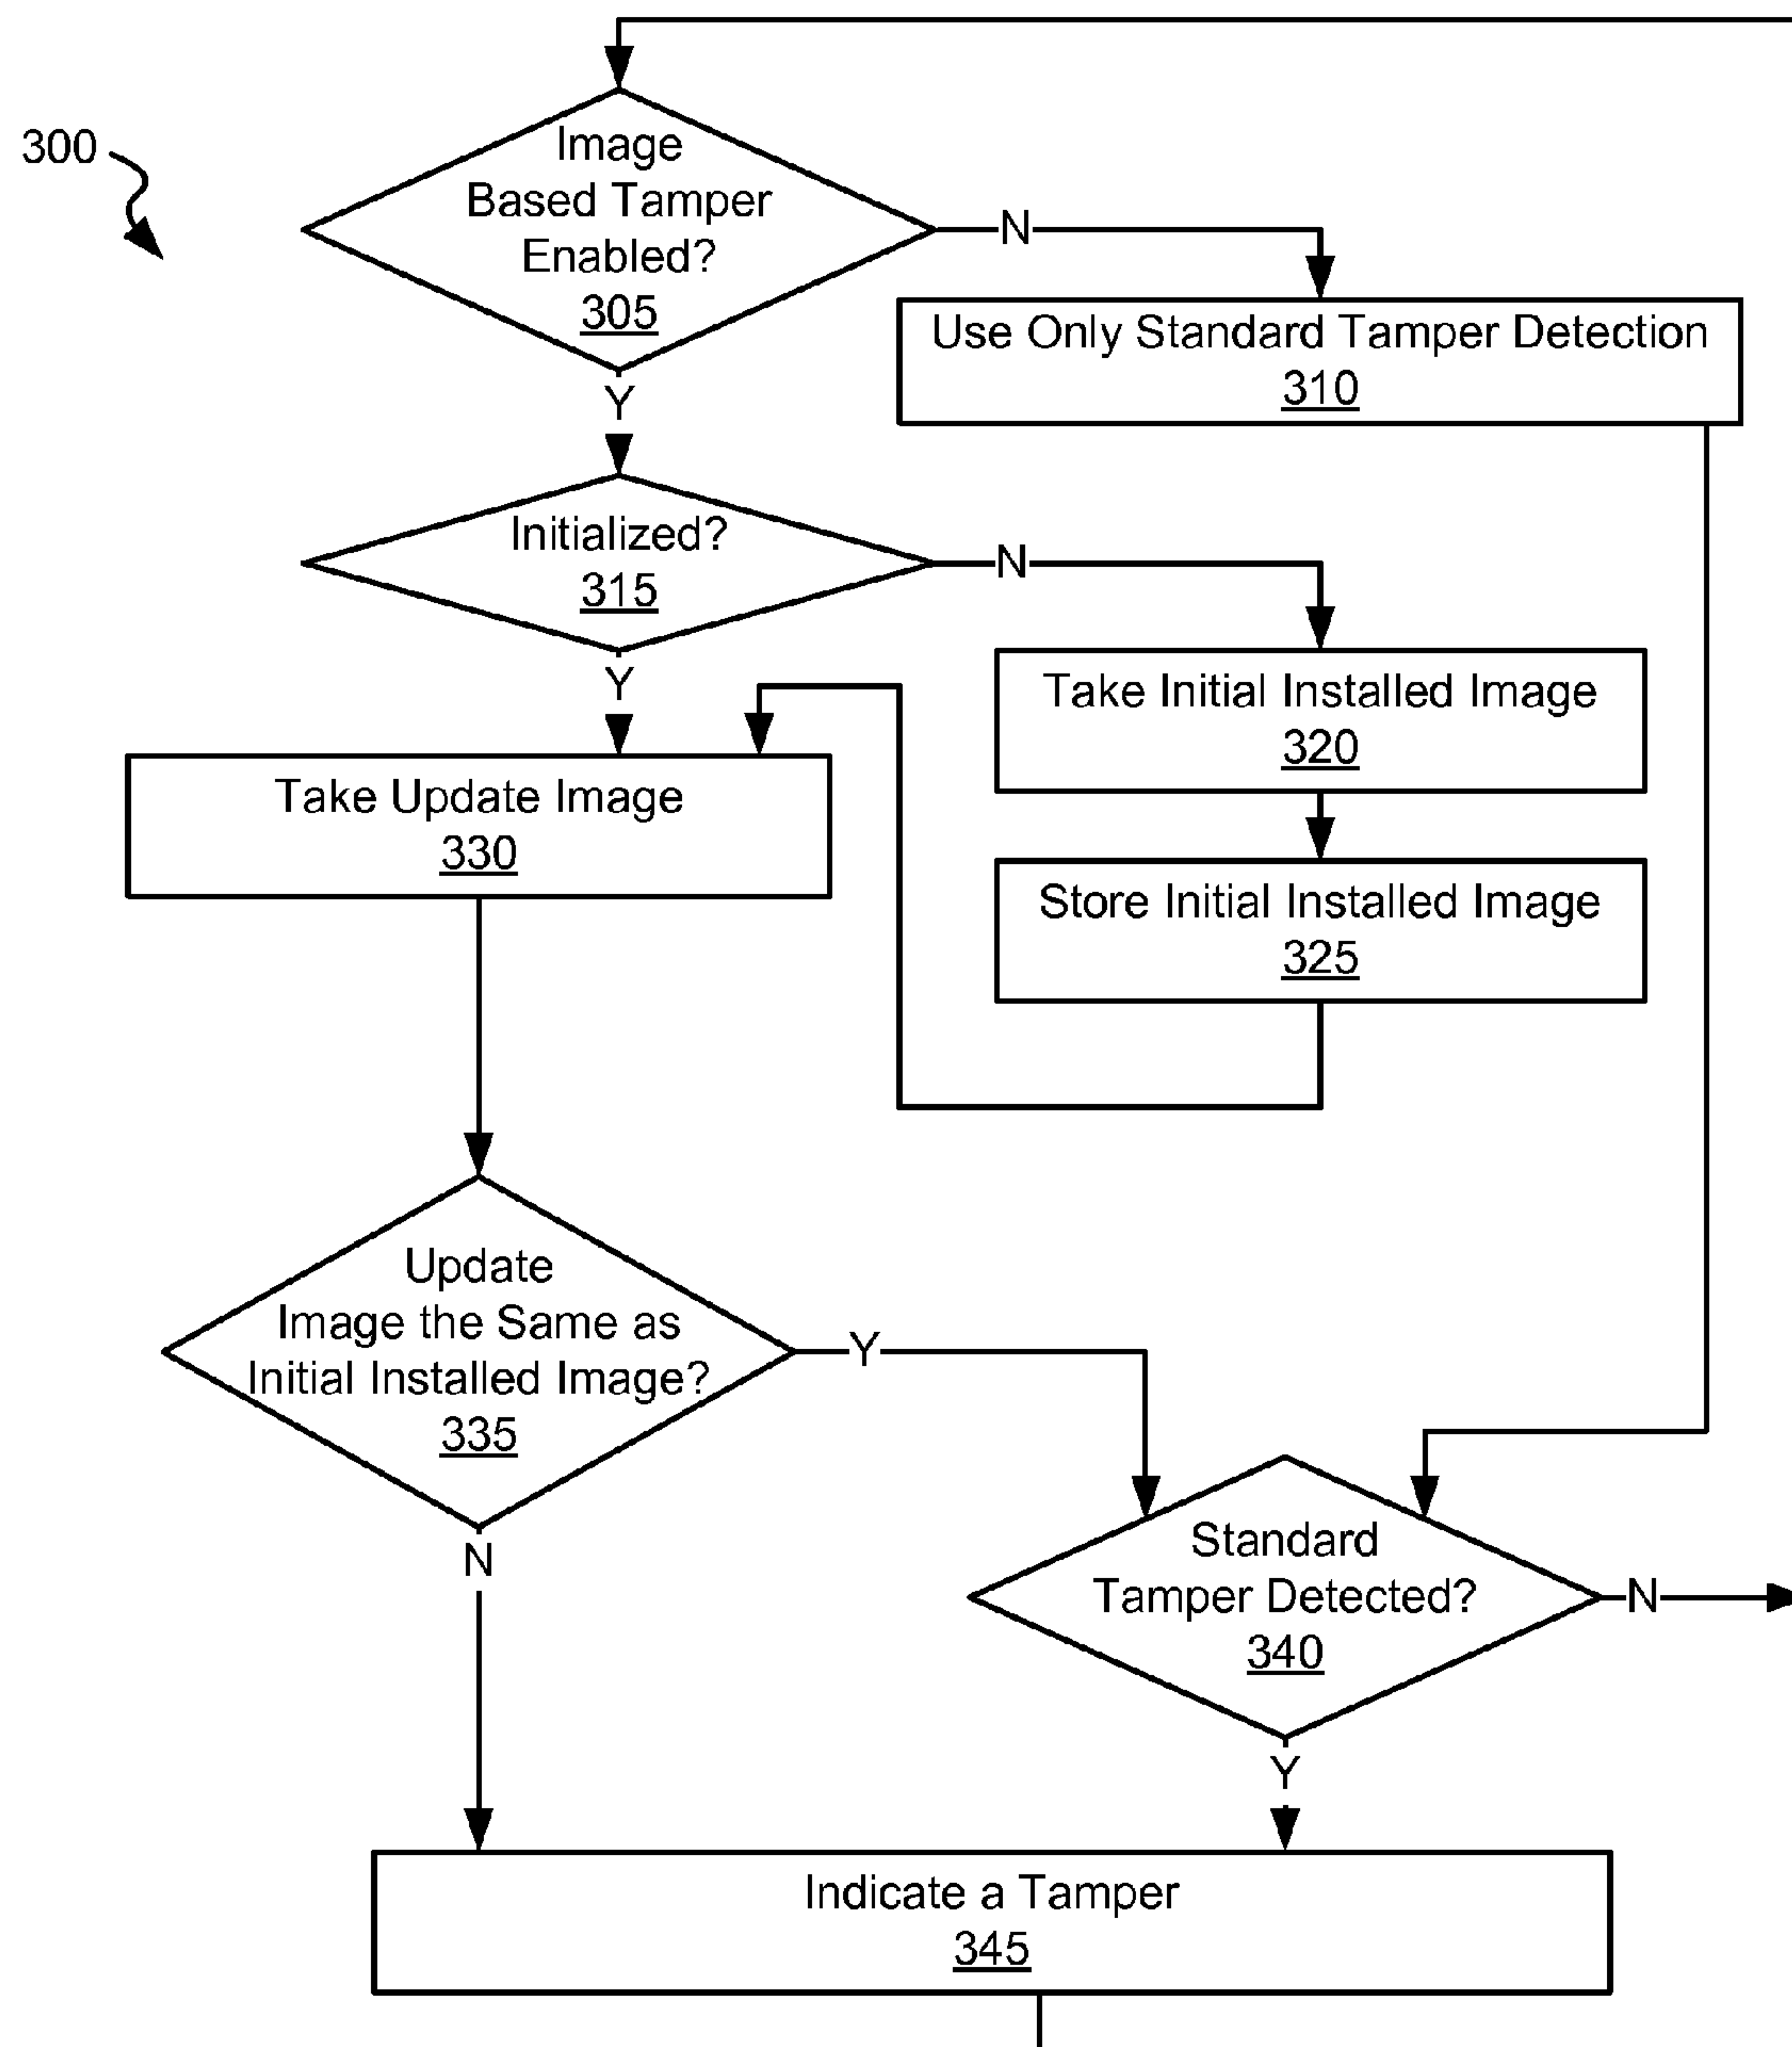 300
Image
Based Tamper
Enabled?
305
N
Use Only Standard Tamper Detection
310
Y
Initialized?
315
N
Take Initial Installed Image
320
Y
Take Update Image
330
Store Initial Installed Image
325
Update
Image the Same as
Initial Installed Image?
335
Y
N
Standard
Tamper Detected?
340
N
Y
Indicate a Tamper
345